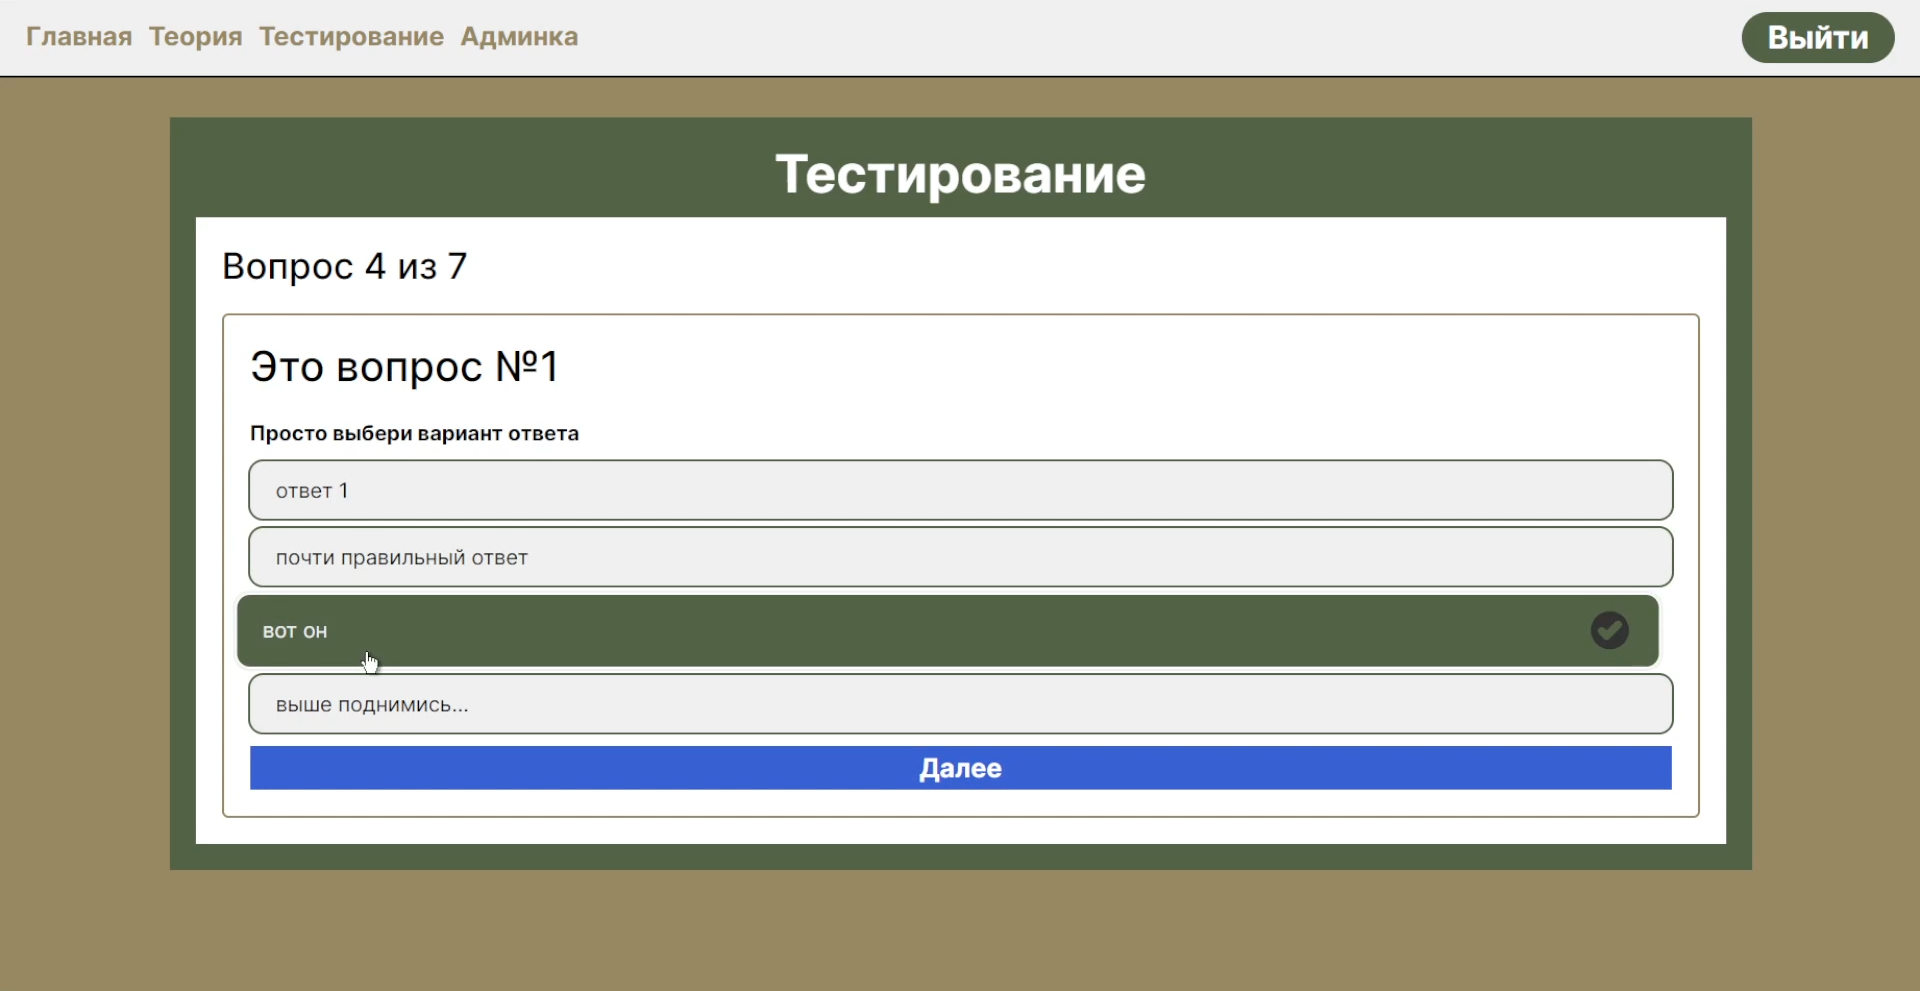 Главная Теория Тестирование Админка Выйти
Тестирование
Вопрос 4 из 7
Это вопрос №1
Просто выбери вариант ответа
ответ 1
почти правильный ответ
вот он
выше поднимись...
Далее